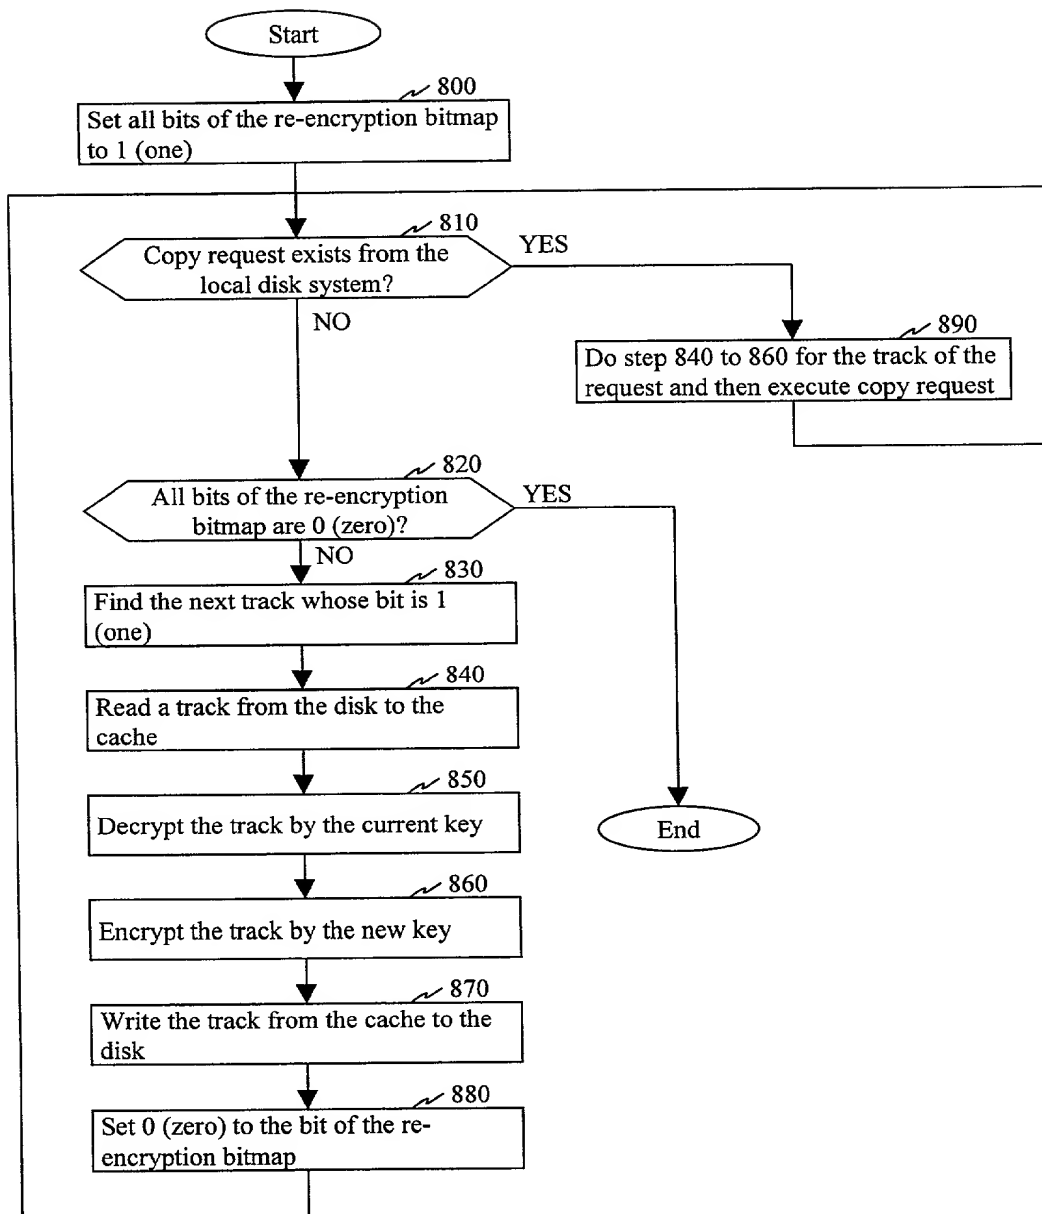 Start
800
Set all bits of the re-encryption bitmap
to 1 (one)
810
Copy request exists from the
local disk system?
YES
NO
890
Do step 840 to 860 for the track of the
request and then execute copy request
820
All bits of the re-encryption
bitmap are 0 (zero)?
YES
NO
830
Find the next track whose bit is 1
(one)
840
Read a track from the disk to the
cache
850
Decrypt the track by the current key
End
860
Encrypt the track by the new key
870
Write the track from the cache to the
disk
880
Set 0 (zero) to the bit of the re-
encryption bitmap